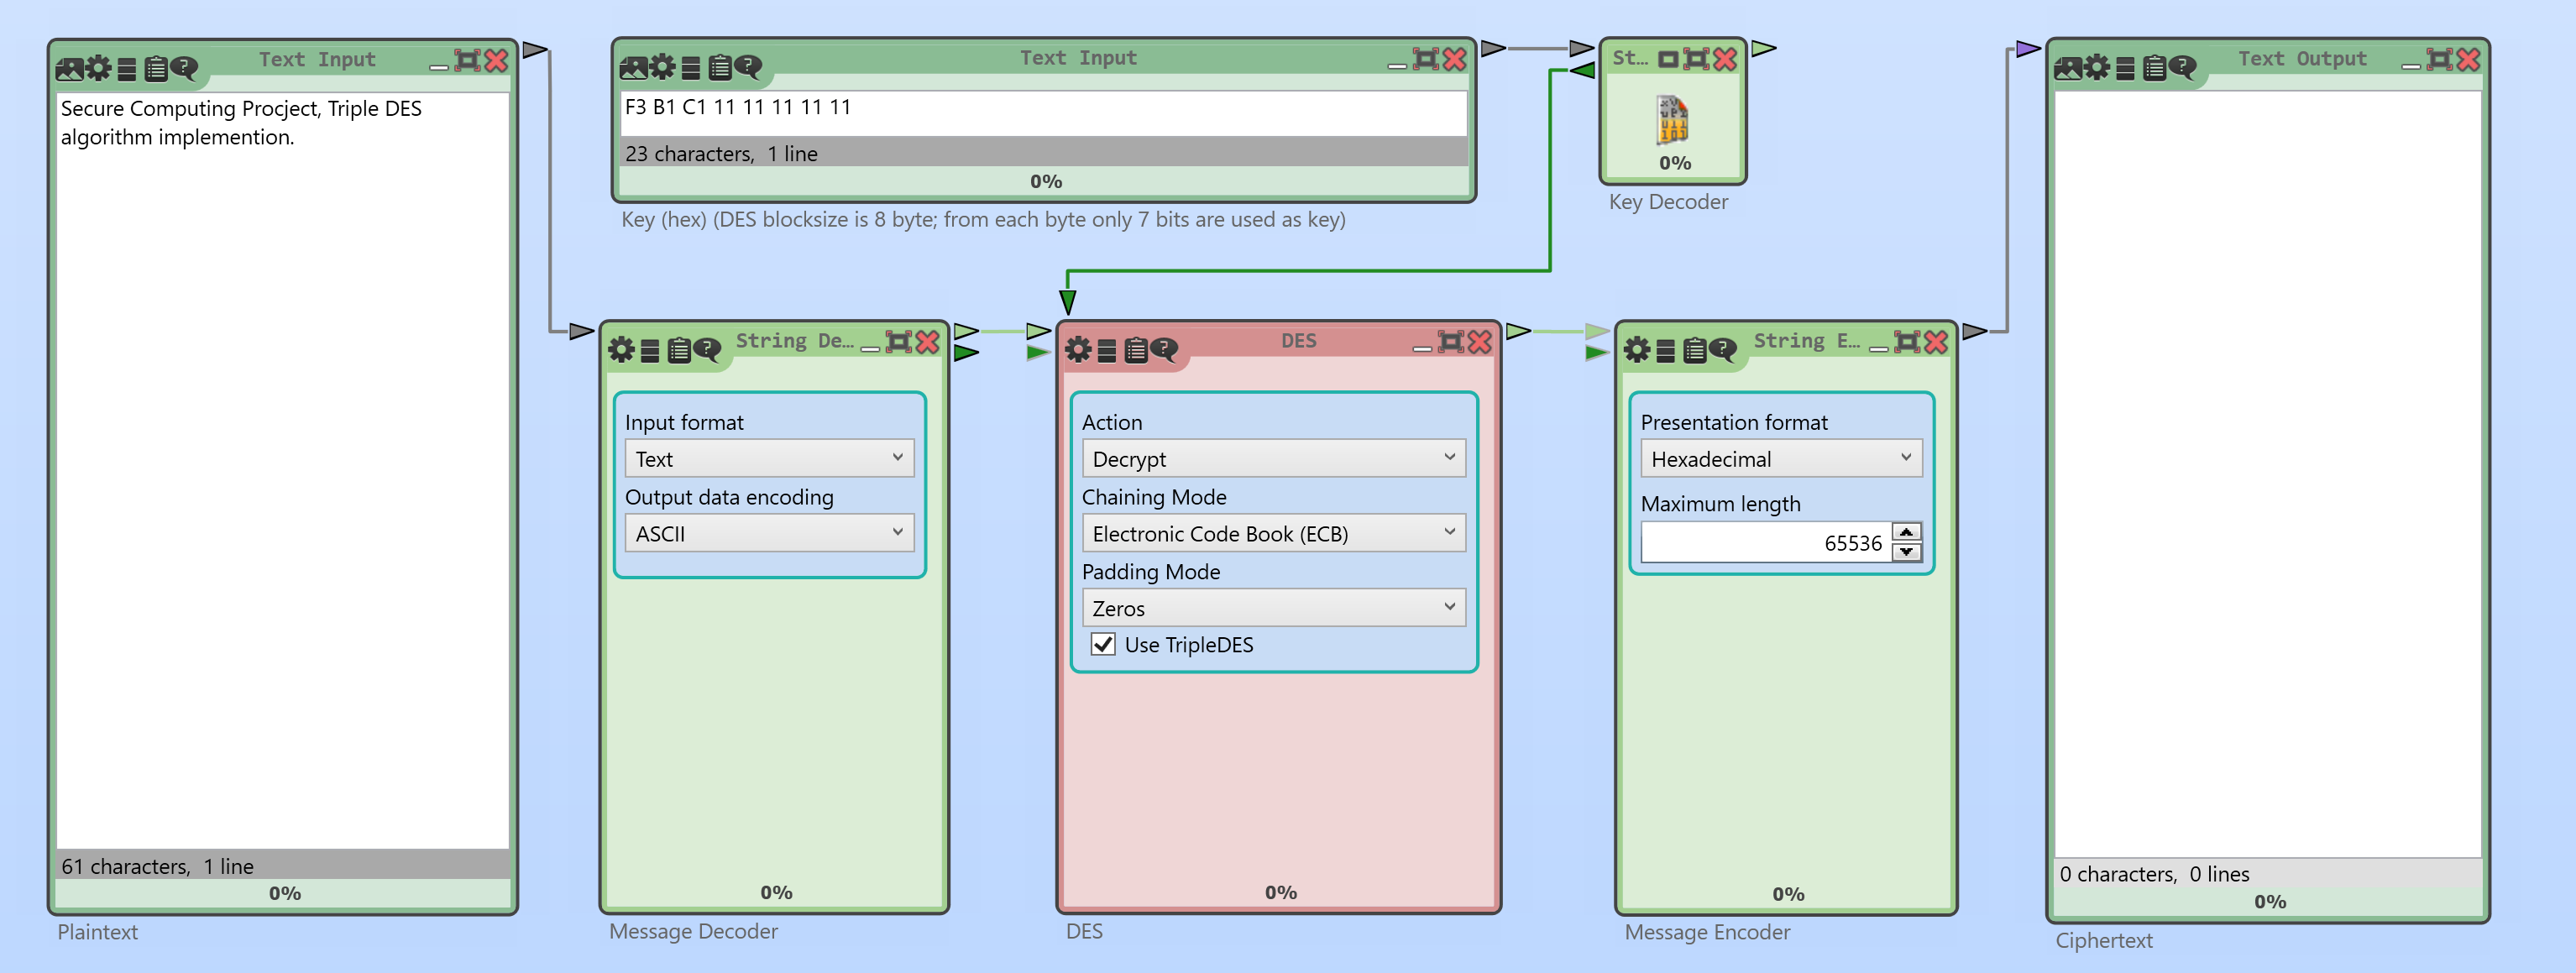 Text Input
Secure Computing Procject, Triple DES
algorithm implemention.
61 characters,  1 line
0%
Plaintext
Text Input
F3 B1 C1 11 11 11 11 11
23 characters,  1 line
0%
Key (hex) (DES blocksize is 8 byte; from each byte only 7 bits are used as key)
St...
0%
Key Decoder
String De...
Input format
Text
Output data encoding
ASCII
0%
Message Decoder
DES
Action
Decrypt
Chaining Mode
Electronic Code Book (ECB)
Padding Mode
Zeros
Use TripleDES
0%
DES
String E...
Presentation format
Hexadecimal
Maximum length
65536
0%
Message Encoder
Text Output
0 characters,  0 lines
0%
Ciphertext